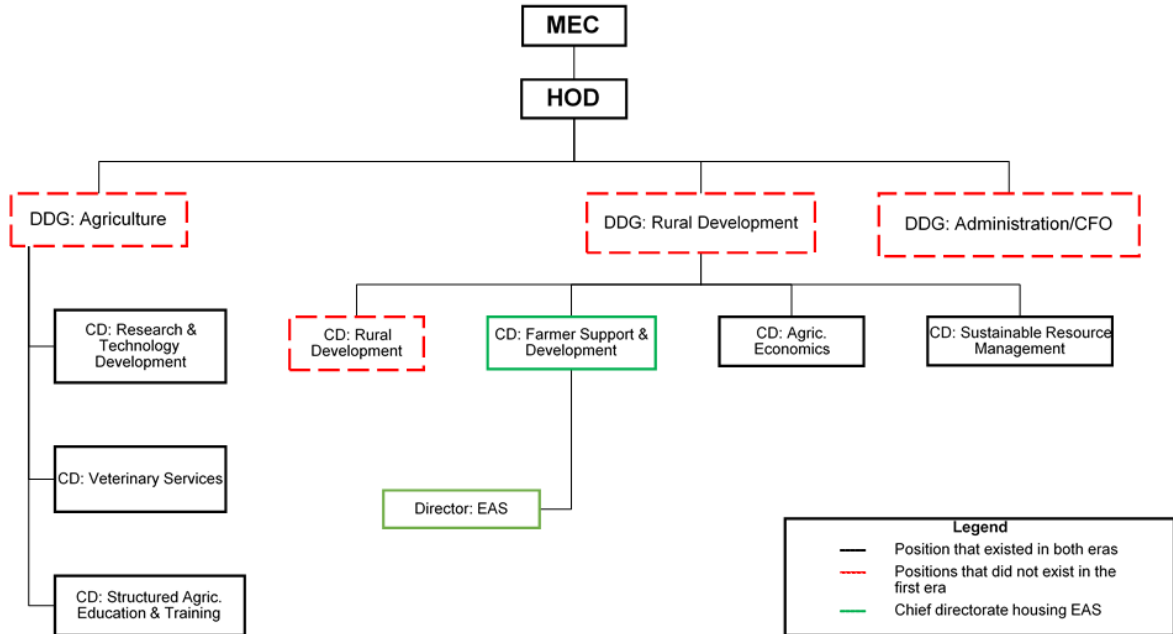 MEC
HOD
DDG: Agriculture
DDG: Rural Development
DDG: Administration/CFO
CD: Research &
Technology
Development
CD: Rural
Development
CD: Farmer Support &
Development
CD: Agric.
Economics
CD: Sustainable Resource
Management
CD: Veterinary Services
Director: EAS
CD: Structured Agric.
Education & Training
Legend
Position that existed in both eras
Positions that did not exist in the
first era
Chief directorate housing EAS